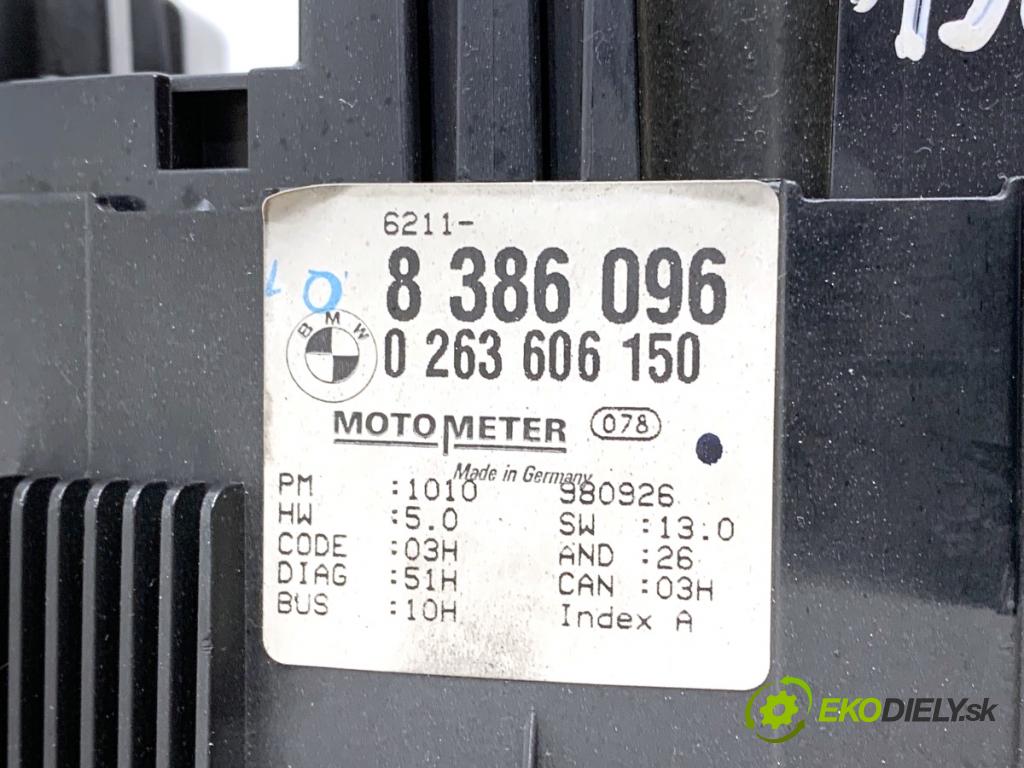 6211-
8 386 096
BMW
0 263 606 150
MOTOMETER 078
Made in Germany
PM :1010 980926
HW :5.0 SW :13.0
CODE :03H AND :26
DIAG :51H CAN :03H
BUS :10H Index A
EKODIELY.sk